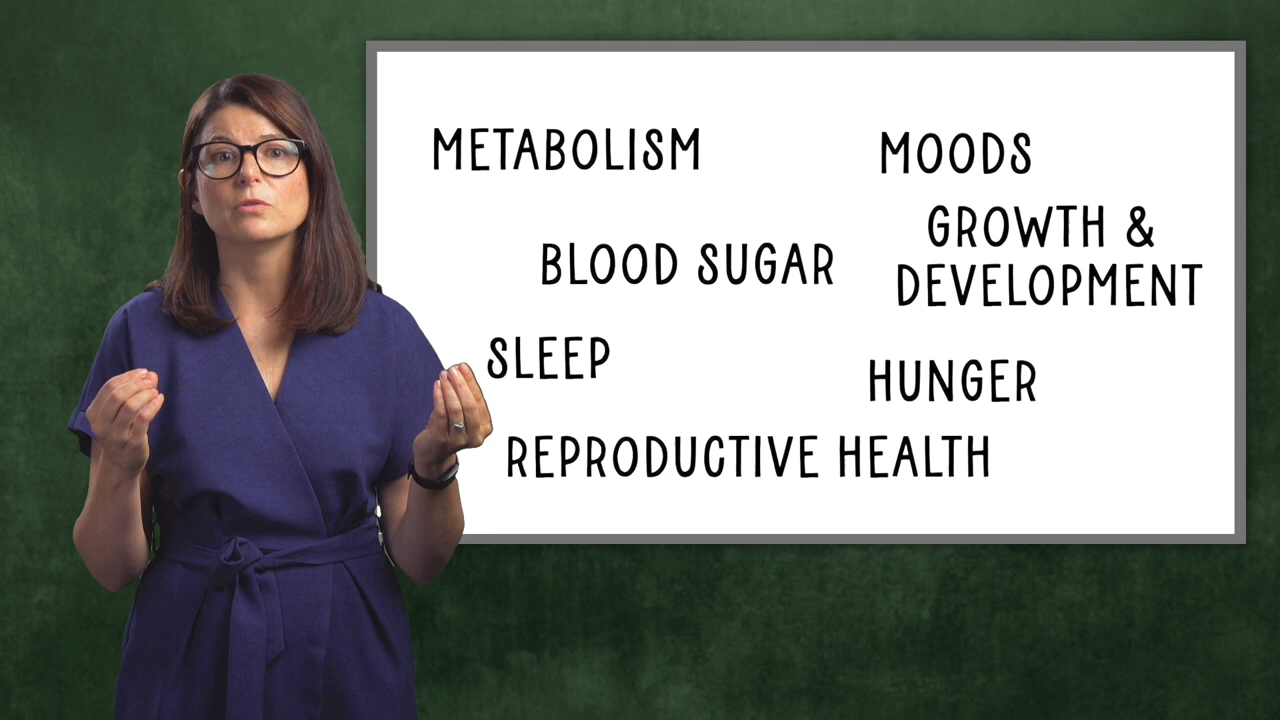 METABOLISM
MOODS
GROWTH &
DEVELOPMENT
BLOOD SUGAR
SLEEP
HUNGER
REPRODUCTIVE HEALTH